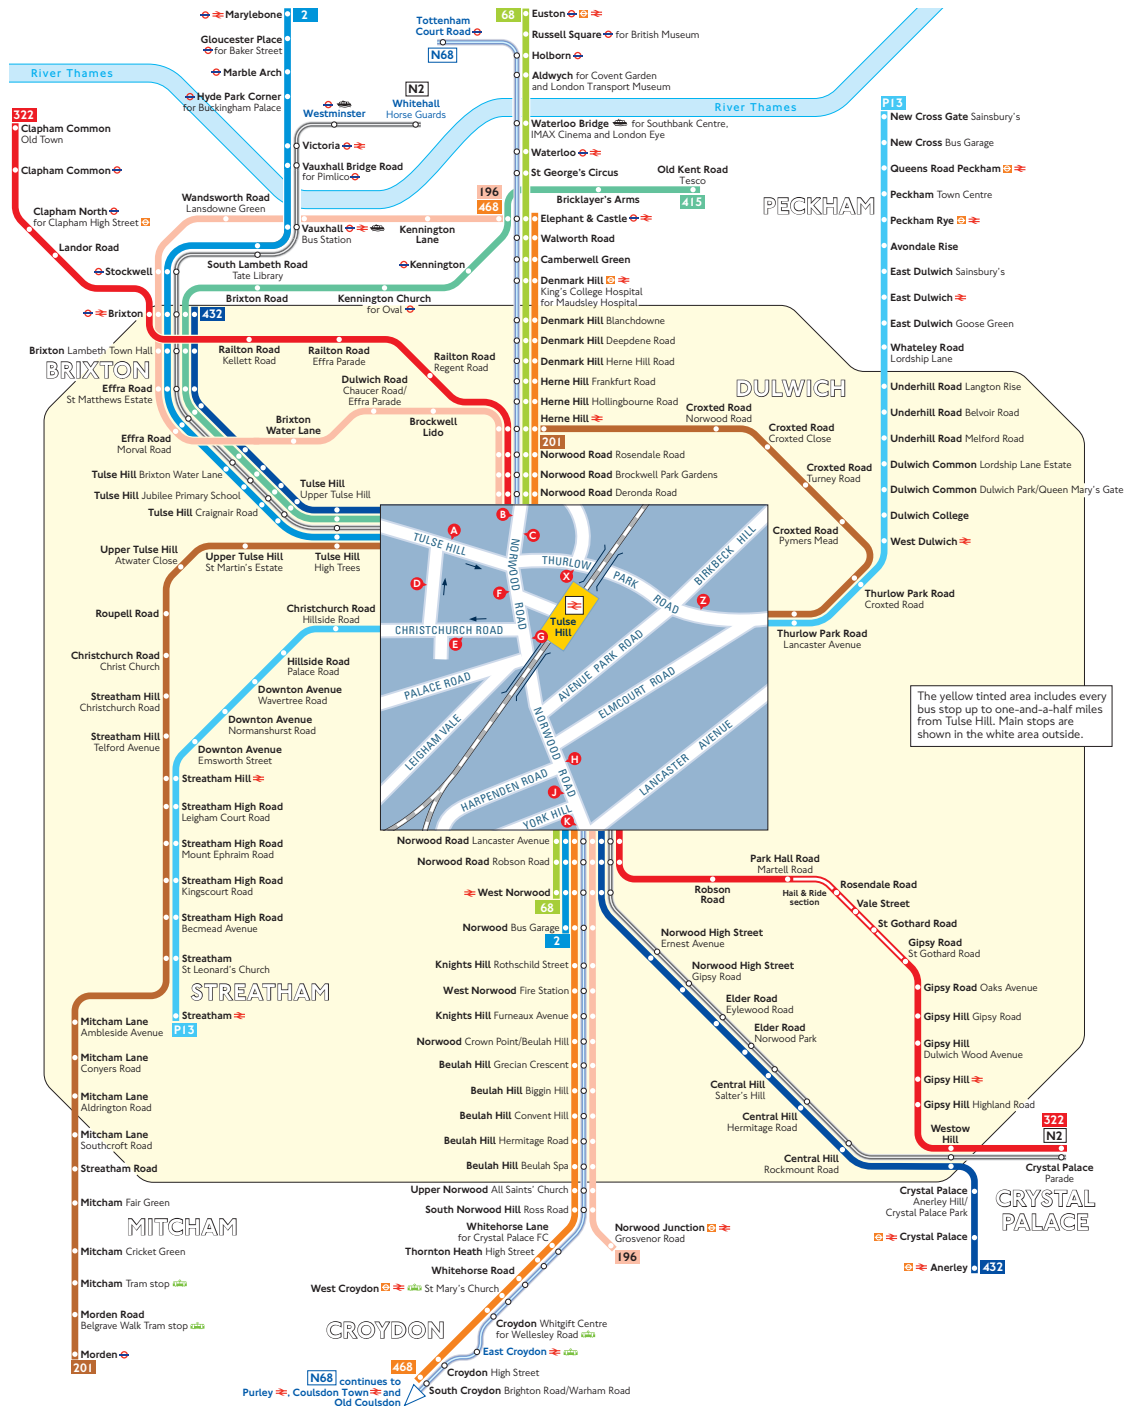 Marylebone
2
Gloucester Place
for Baker Street
Marble Arch
Hyde Park Corner
for Buckingham Palace
River Thames
Tottenham
Court Road
N68
68
Euston
Russell Square for British Museum
Holborn
Aldwych for Covent Garden
and London Transport Museum
River Thames
Waterloo Bridge for Southbank Centre,
IMAX Cinema and London Eye
Waterloo
St George's Circus
N2
Whitehall
Horse Guards
Westminster
Victoria
Vauxhall Bridge Road
for Pimlico
Vauxhall
Bus Station
322
Clapham Common
Old Town
Clapham Common
Clapham North
for Clapham High Street
Landor Road
Stockwell
Brixton
Wandsworth Road
Lansdowne Green
Kennington
Lane
196
468
Old Kent Road
Tesco
415
Bricklayer's Arms
Kennington
South Lambeth Road
Tate Library
Brixton Road
Kennington Church
for Oval
432
Elephant & Castle
Walworth Road
Camberwell Green
Denmark Hill
King's College Hospital
for Maudsley Hospital
Denmark Hill Blanchdowne
Denmark Hill Deepdene Road
Denmark Hill Herne Hill Road
Herne Hill Frankfurt Road
Herne Hill Hollingbourne Road
Herne Hill
201
Norwood Road Rosendale Road
Norwood Road Brockwell Park Gardens
Norwood Road Deronda Road
P13
New Cross Gate Sainsbury's
New Cross Bus Garage
Queens Road Peckham
Peckham Town Centre
Peckham Rye
Avondale Rise
East Dulwich Sainsbury's
East Dulwich
East Dulwich Goose Green
Whateley Road
Lordship Lane
Underhill Road Langton Rise
Underhill Road Belvoir Road
Underhill Road Melford Road
Dulwich Common Lordship Lane Estate
Dulwich Common Dulwich Park/Queen Mary's Gate
Dulwich College
West Dulwich
PECKHAM
DULWICH
BRIXTON
Brixton Lambeth Town Hall
Effra Road
St Matthews Estate
Effra Road
Morval Road
Railton Road
Kellett Road
Railton Road
Effra Parade
Railton Road
Regent Road
Dulwich Road
Chaucer Road/
Effra Parade
Brixton
Water Lane
Brockwell
Lido
Tulse Hill Brixton Water Lane
Tulse Hill Jubilee Primary School
Tulse Hill Craignair Road
Tulse Hill
Upper Tulse Hill
Upper Tulse Hill
Atwater Close
Upper Tulse Hill
St Martin's Estate
Tulse Hill
High Trees
Croxted Road
Norwood Road
Croxted Road
Croxted Close
Croxted Road
Turney Road
Croxted Road
Pymers Mead
Thurlow Park Road
Croxted Road
Thurlow Park Road
Lancaster Avenue
Roupell Road
Christchurch Road
Christ Church
Christchurch Road
Hillside Road
Hillside Road
Palace Road
Downton Avenue
Wavertree Road
Downton Avenue
Normanshurst Road
Downton Avenue
Emsworth Street
Streatham Hill
Christchurch Road
Streatham Hill
Telford Avenue
Streatham Hill
Streatham High Road
Leigham Court Road
Streatham High Road
Mount Ephraim Road
Streatham High Road
Kingscourt Road
Streatham High Road
Becmead Avenue
Streatham
St Leonard's Church
STREATHAM
Streatham
P13
TULSE HILL
NORWOOD ROAD
THURLOW PARK ROAD
BIRKBECK HILL
CHRISTCHURCH ROAD
PALACE ROAD
LEIGHAM VALE
AVENUE PARK ROAD
ELMCOURT ROAD
NORWOOD ROAD
LANCASTER AVENUE
HARPENDEN ROAD
YORK HILL
Tulse
Hill
A
B
C
D
E
F
G
H
J
K
X
Z
The yellow tinted area includes every
bus stop up to one-and-a-half miles
from Tulse Hill. Main stops are
shown in the white area outside.
Norwood Road Lancaster Avenue
Norwood Road Robson Road
West Norwood
68
Norwood Bus Garage
2
Knights Hill Rothschild Street
West Norwood Fire Station
Knights Hill Furneaux Avenue
Norwood Crown Point/Beulah Hill
Beulah Hill Grecian Crescent
Beulah Hill Biggin Hill
Beulah Hill Convent Hill
Beulah Hill Hermitage Road
Beulah Hill Beulah Spa
Upper Norwood All Saints' Church
South Norwood Hill Ross Road
Whitehorse Lane
for Crystal Palace FC
Thornton Heath High Street
Whitehorse Road
West Croydon St Mary's Church
CROYDON
Croydon Whitgift Centre
for Wellesley Road
East Croydon
468
Croydon High Street
South Croydon Brighton Road/Warham Road
N68 continues to
Purley, Coulsdon Town and
Old Coulsdon
Norwood Junction
Grosvenor Road
196
Robson
Road
Park Hall Road
Martell Road
Hail & Ride
section
Rosendale Road
Vale Street
St Gothard Road
Gipsy Road
St Gothard Road
Gipsy Road Oaks Avenue
Gipsy Hill Gipsy Road
Gipsy Hill
Dulwich Wood Avenue
Gipsy Hill
Gipsy Hill Highland Road
Westow
Hill
322
N2
Crystal Palace
Parade
CRYSTAL
PALACE
Norwood High Street
Ernest Avenue
Norwood High Street
Gipsy Road
Elder Road
Eylewood Road
Elder Road
Norwood Park
Central Hill
Salter's Hill
Central Hill
Hermitage Road
Central Hill
Rockmount Road
Crystal Palace
Anerley Hill/
Crystal Palace Park
Crystal Palace
Anerley
432
Mitcham Lane
Ambleside Avenue
Mitcham Lane
Conyers Road
Mitcham Lane
Aldrington Road
Mitcham Lane
Southcroft Road
Streatham Road
Mitcham Fair Green
MITCHAM
Mitcham Cricket Green
Mitcham Tram stop
Morden Road
Belgrave Walk Tram stop
Morden
201